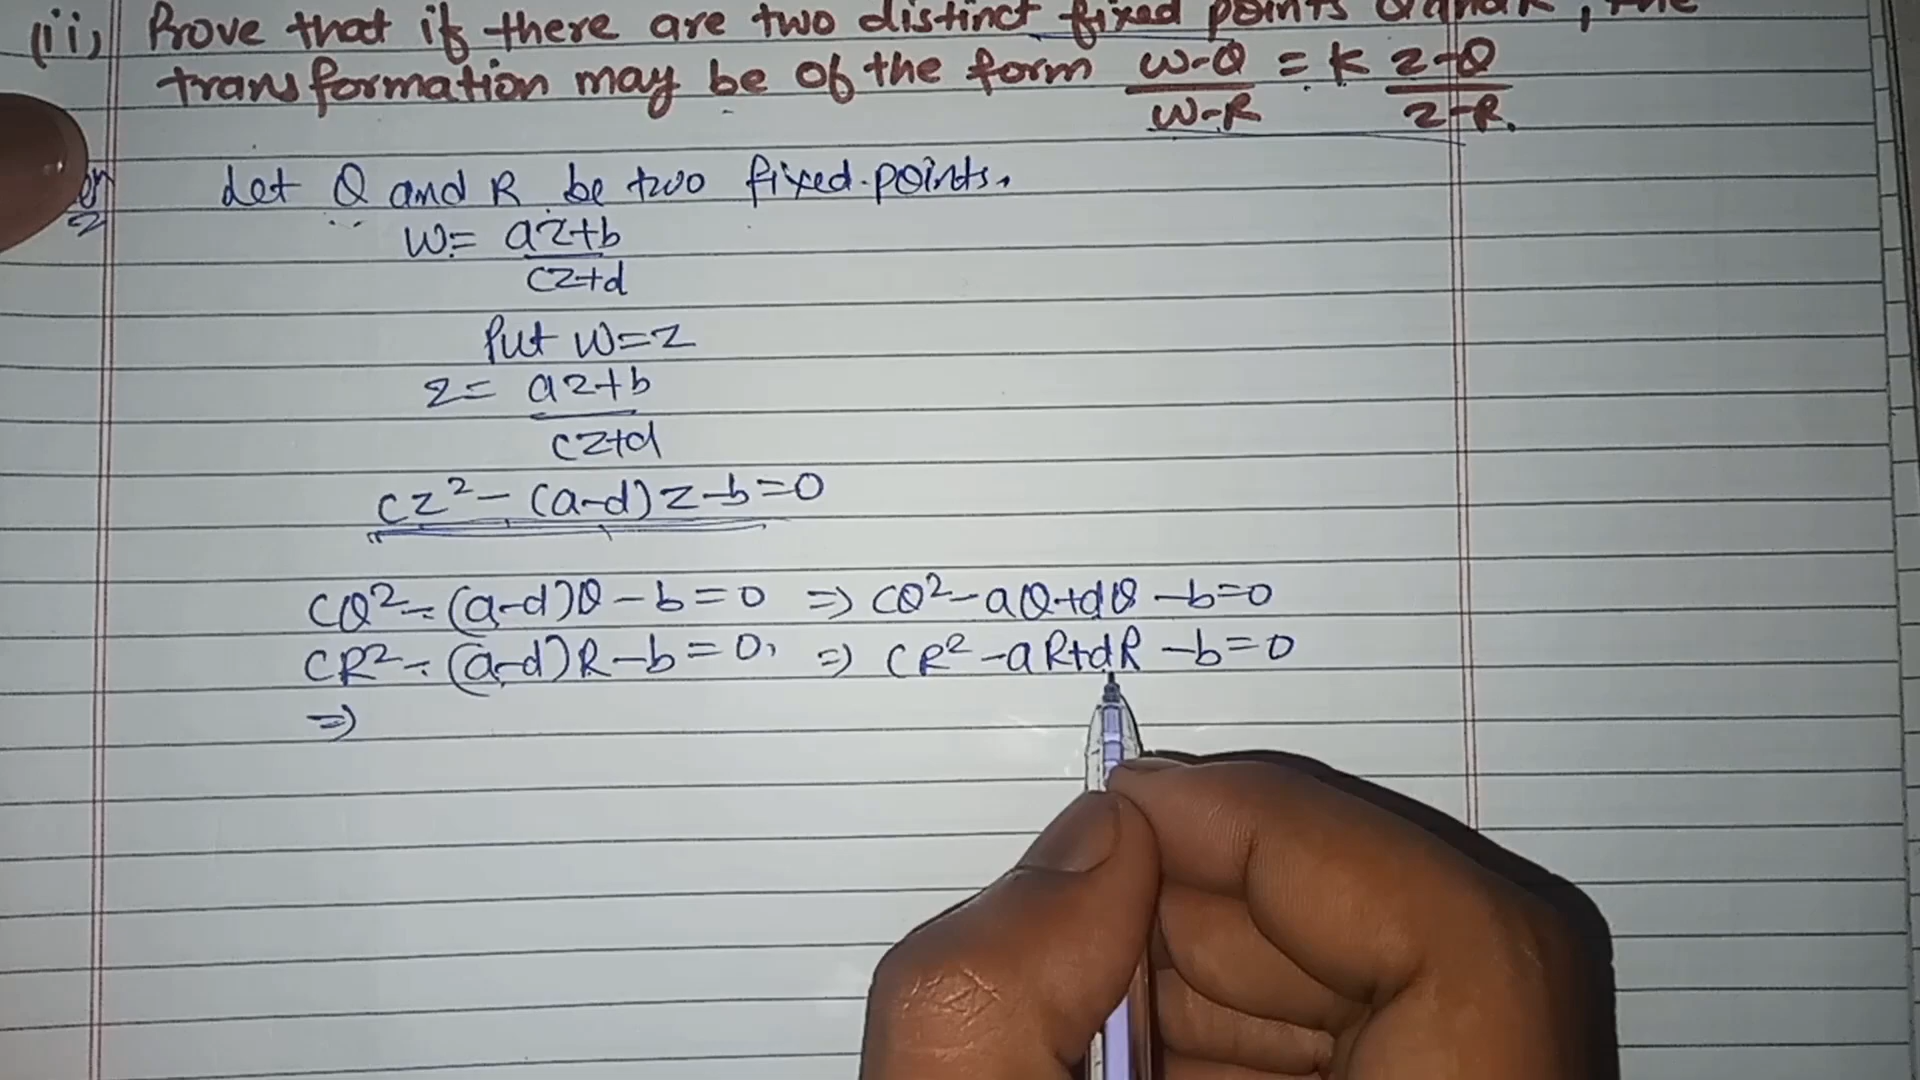 (ii) Prove that if there are two distinct fixed points Q and R, the
transformation may be of the form w-Q/w-R = k z-Q/z-R.
Let Q and R be two fixed points.
W= az+b/cz+d
Put W=z
z= az+b/cz+d
cz²-(a-d)z-b=0
CQ²-(a-d)Q-b=0 => CQ²-aQ+dQ-b=0
CR²-(a-d)R-b=0, => CR²-aR+dR-b=0
=>